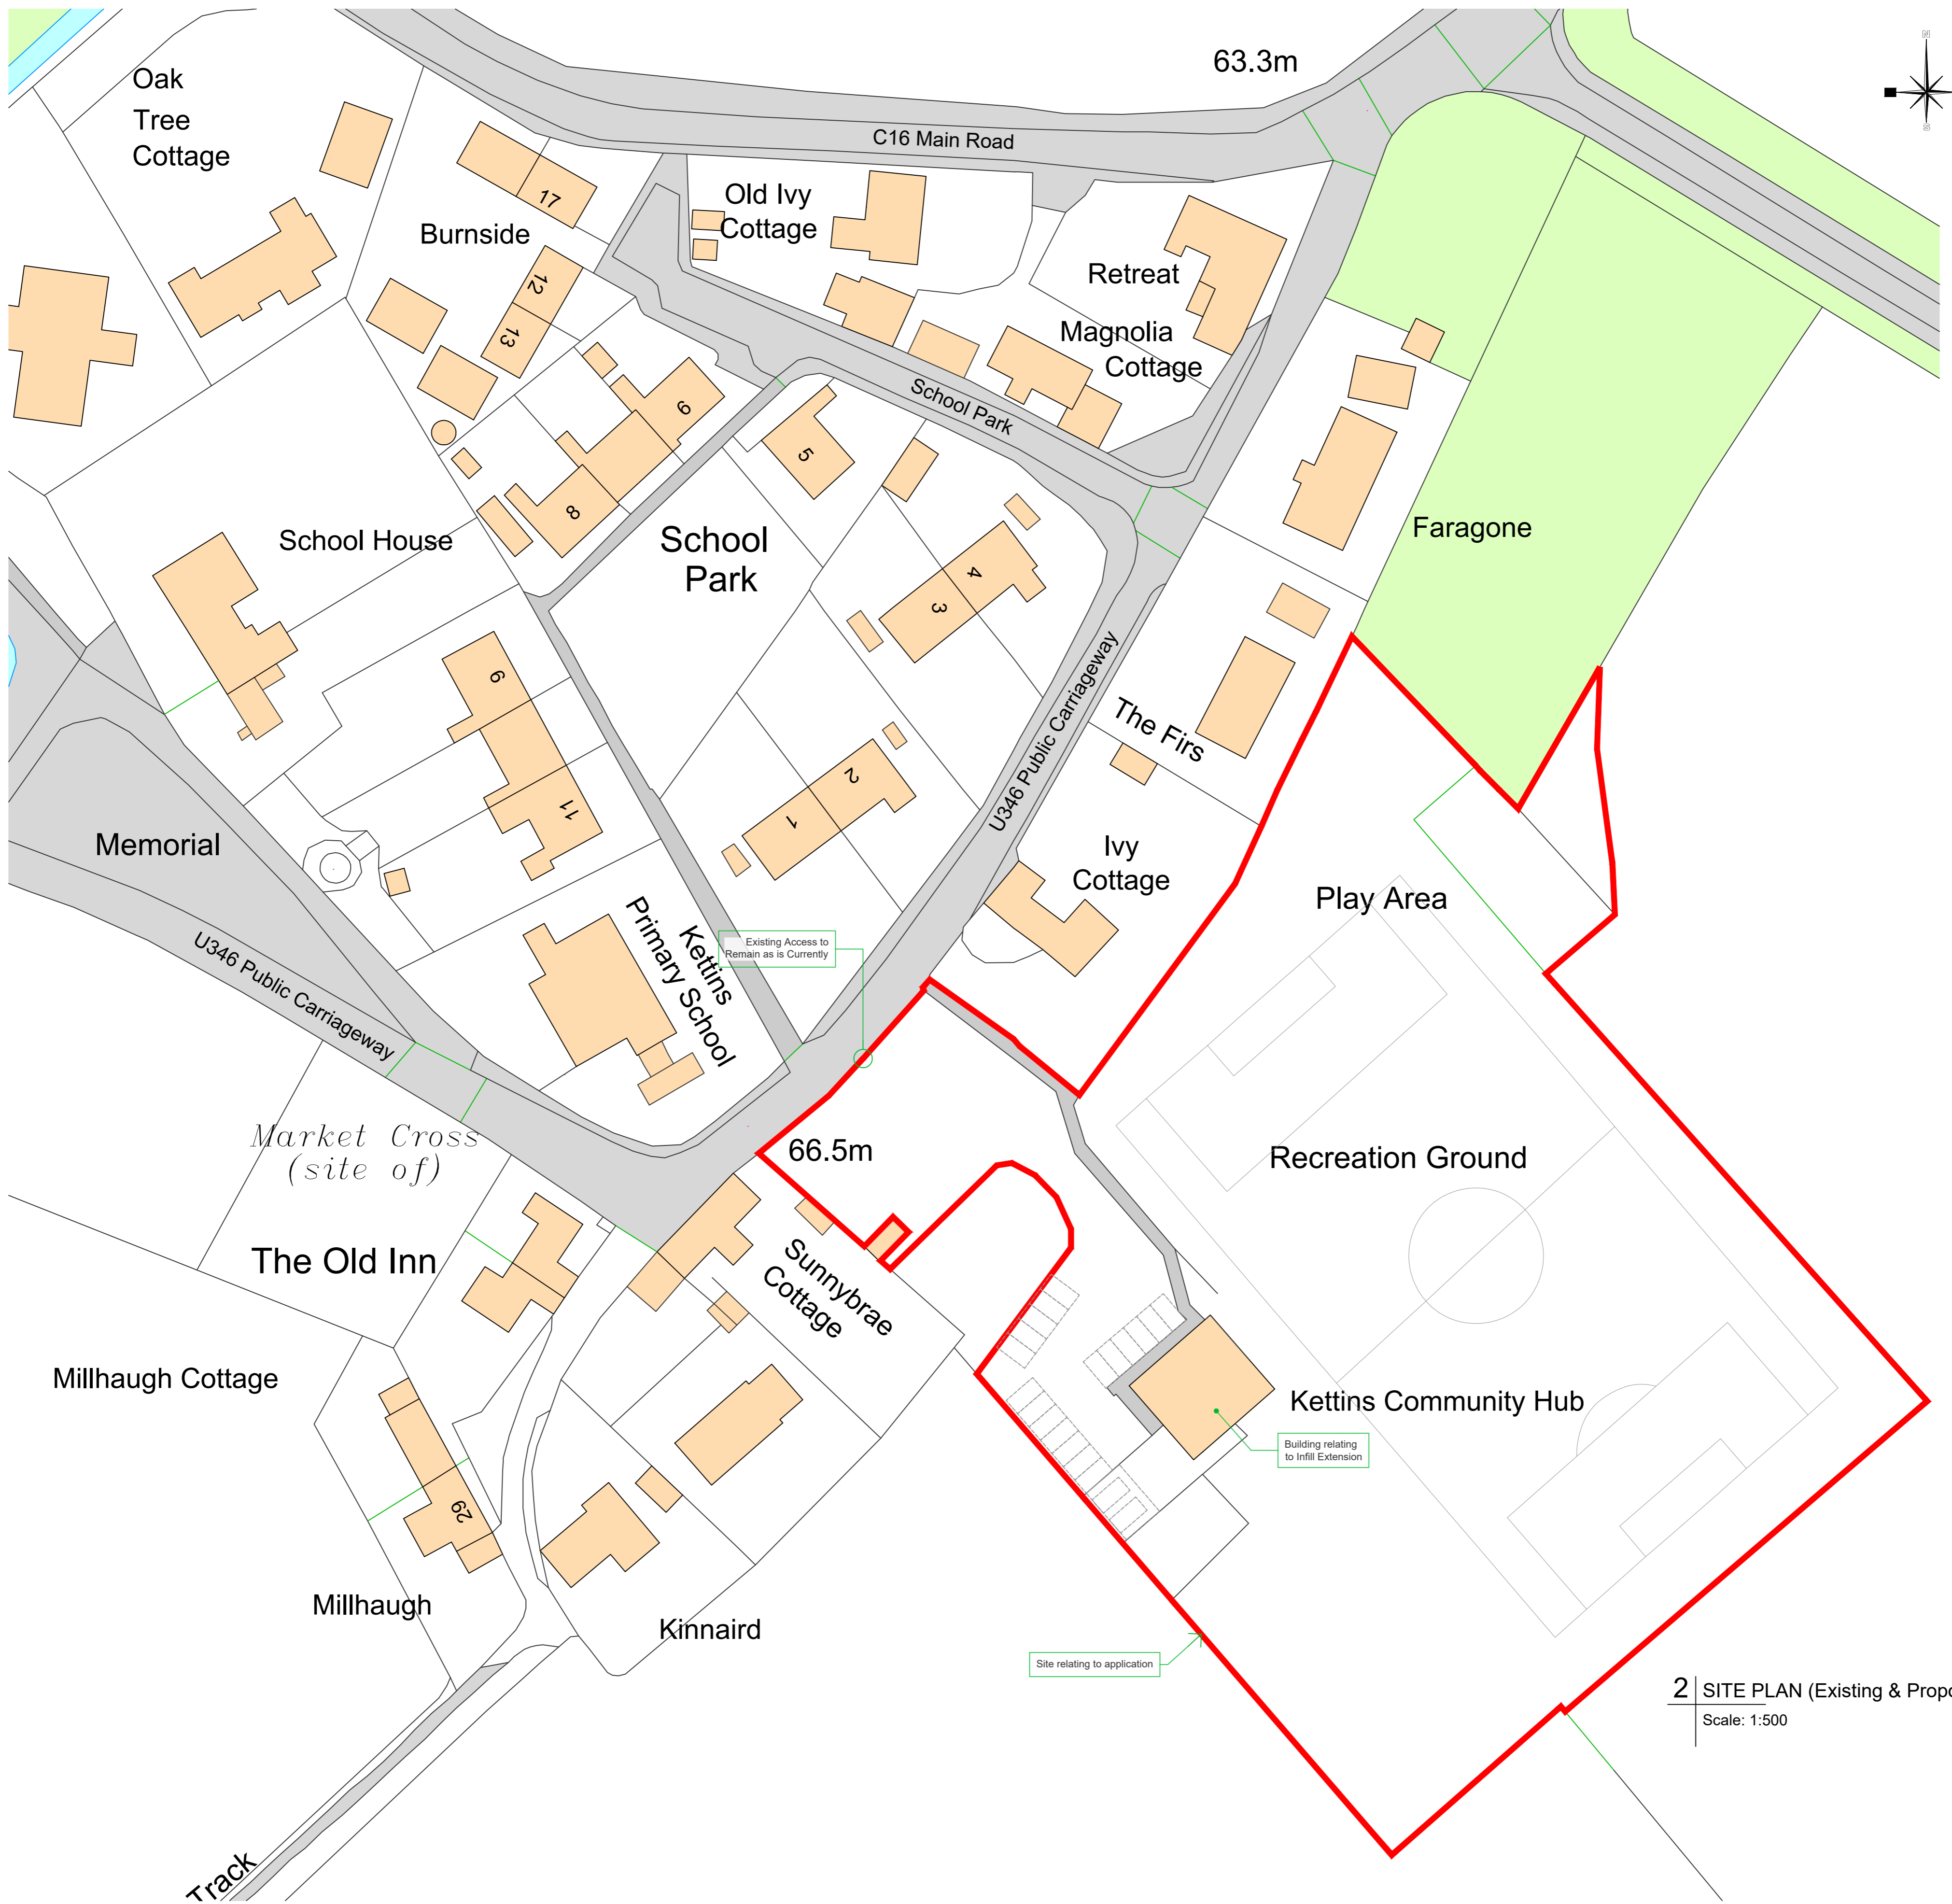 63.3m
N
S
Oak
Tree
Cottage
C16 Main Road
17
Old Ivy
Cottage
Burnside
Retreat
12
13
Magnolia
Cottage
School Park
9
5
8
Faragone
School House
School
Park
4
3
U346 Public Carriageway
6
The Firs
2
1
11
Memorial
Ivy
Cottage
Play Area
Kettins
Primary School
Existing Access to
Remain as is Currently
U346 Public Carriageway
Market Cross
(site of)
66.5m
Recreation Ground
The Old Inn
Sunnybrae
Cottage
Millhaugh Cottage
Kettins Community Hub
Building relating
to Infill Extension
29
Millhaugh
Kinnaird
Site relating to application
2
SITE PLAN (Existing & Propo
Scale: 1:500
Track